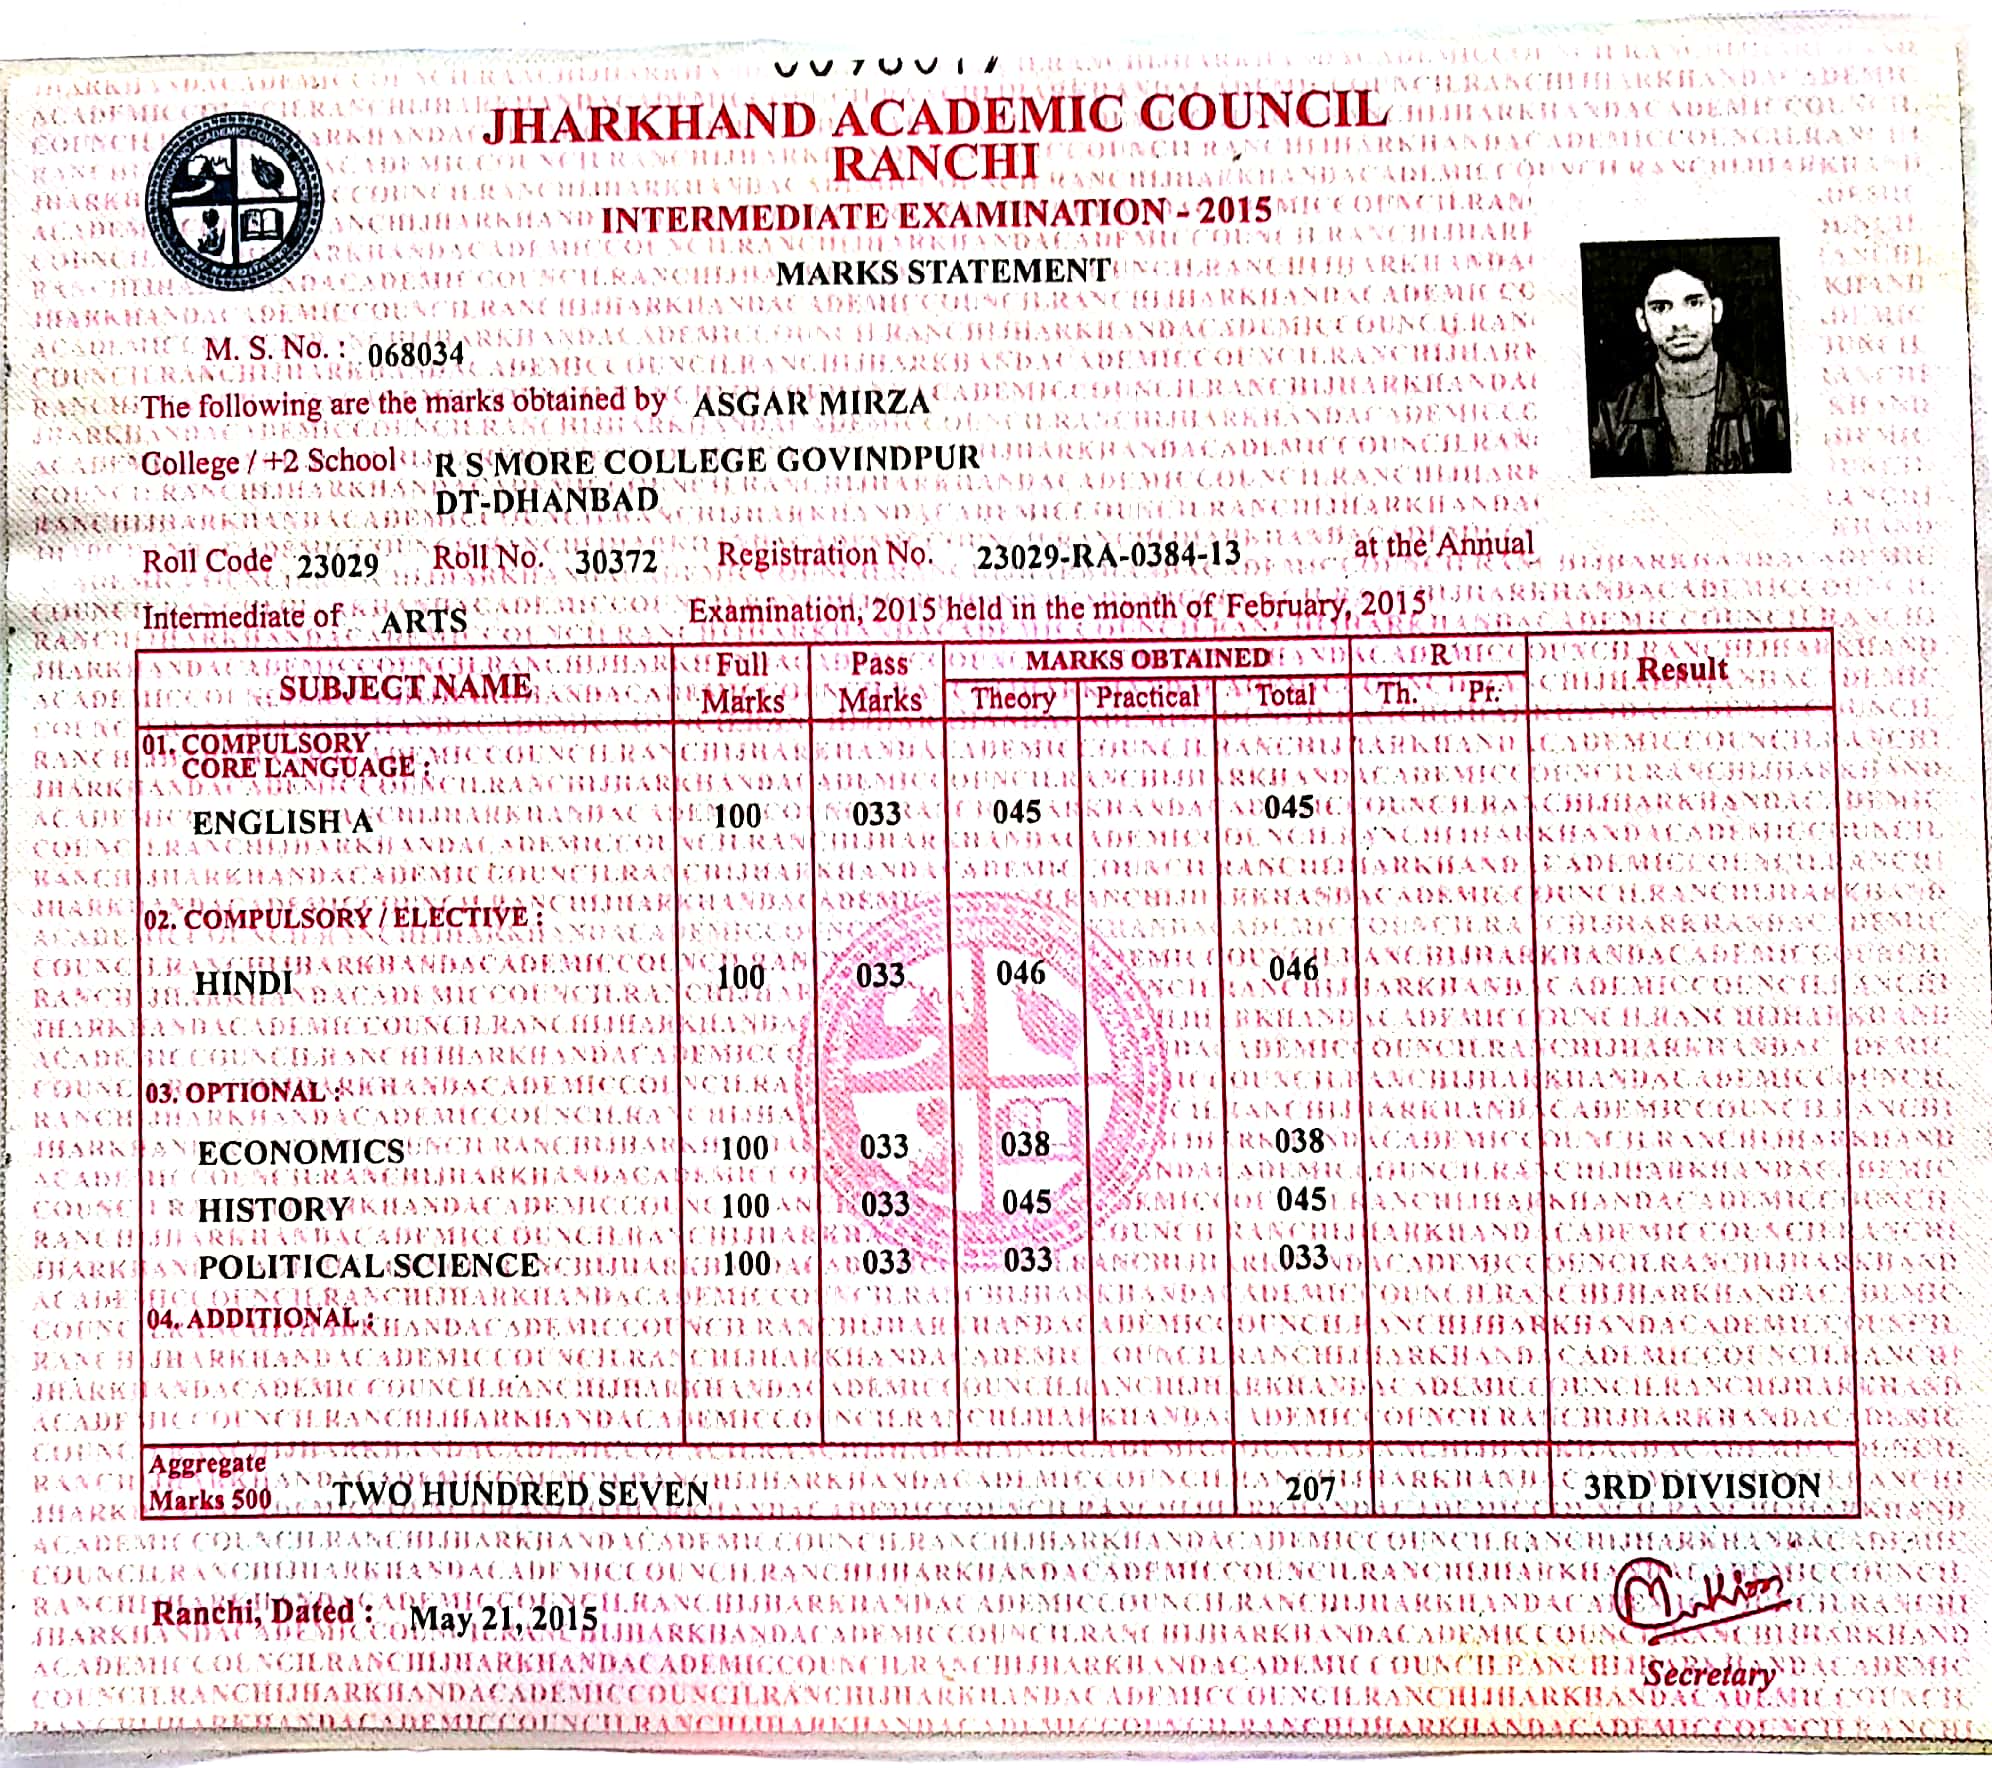 JHARKHAND ACADEMIC COUNCIL
RANCHI
INTERMEDIATE EXAMINATION - 2015
MARKS STATEMENT
M. S. No. : 068034
The following are the marks obtained by ASGAR MIRZA
College / +2 School R S MORE COLLEGE GOVINDPUR
DT-DHANBAD
Roll Code 23029 Roll No. 30372 Registration No. 23029-RA-0384-13 at the Annual
Intermediate of ARTS Examination, 2015 held in the month of February, 2015
SUBJECT NAME Full Marks Pass Marks MARKS OBTAINED R Result
Theory Practical Total Th. Pr.
01. COMPULSORY
CORE LANGUAGE :
ENGLISH A 100 033 045 045
02. COMPULSORY / ELECTIVE :
HINDI 100 033 046 046
03. OPTIONAL :
ECONOMICS 100 033 038 038
HISTORY 100 033 045 045
POLITICAL SCIENCE 100 033 033 033
04. ADDITIONAL :
Aggregate
Marks 500 TWO HUNDRED SEVEN 207 3RD DIVISION
Ranchi, Dated : May 21, 2015
Secretary